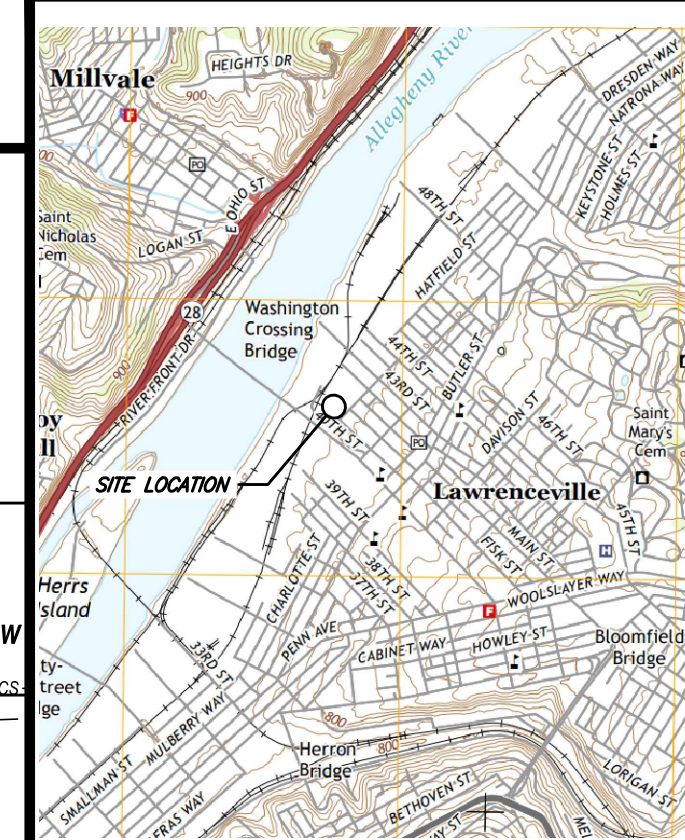 HEIGHTS DR
Millvale
900
F
PO
Allegheny River
DRESDEN WAY
NATRONA WAY
KEYSTONE ST
HOLMES ST
E OHIO ST
48TH ST
Saint
Nicholas
Cem
LOGAN ST
HATFIELD ST
28
Washington
Crossing
Bridge
RIVER FRONT DR
900
44TH ST
43RD ST
BUTLER ST
DAVISON ST
46TH ST
Saint
Mary's
Cem
40TH ST
PO
SITE LOCATION
Lawrenceville
39TH ST
45TH ST
MAIN ST
FISK ST
H
CHARLOTTE ST
38TH ST
37TH ST
WOOLSLAYER WAY
F
Herrs
Island
PENN AVE
CABINET WAY
HOWLEY ST
Bloomfield
Bridge
W
33RD ST
MULBERRY WAY
800
800
Herron
Bridge
SMALLMAN ST
LORIGAN ST
BETHOVEN ST